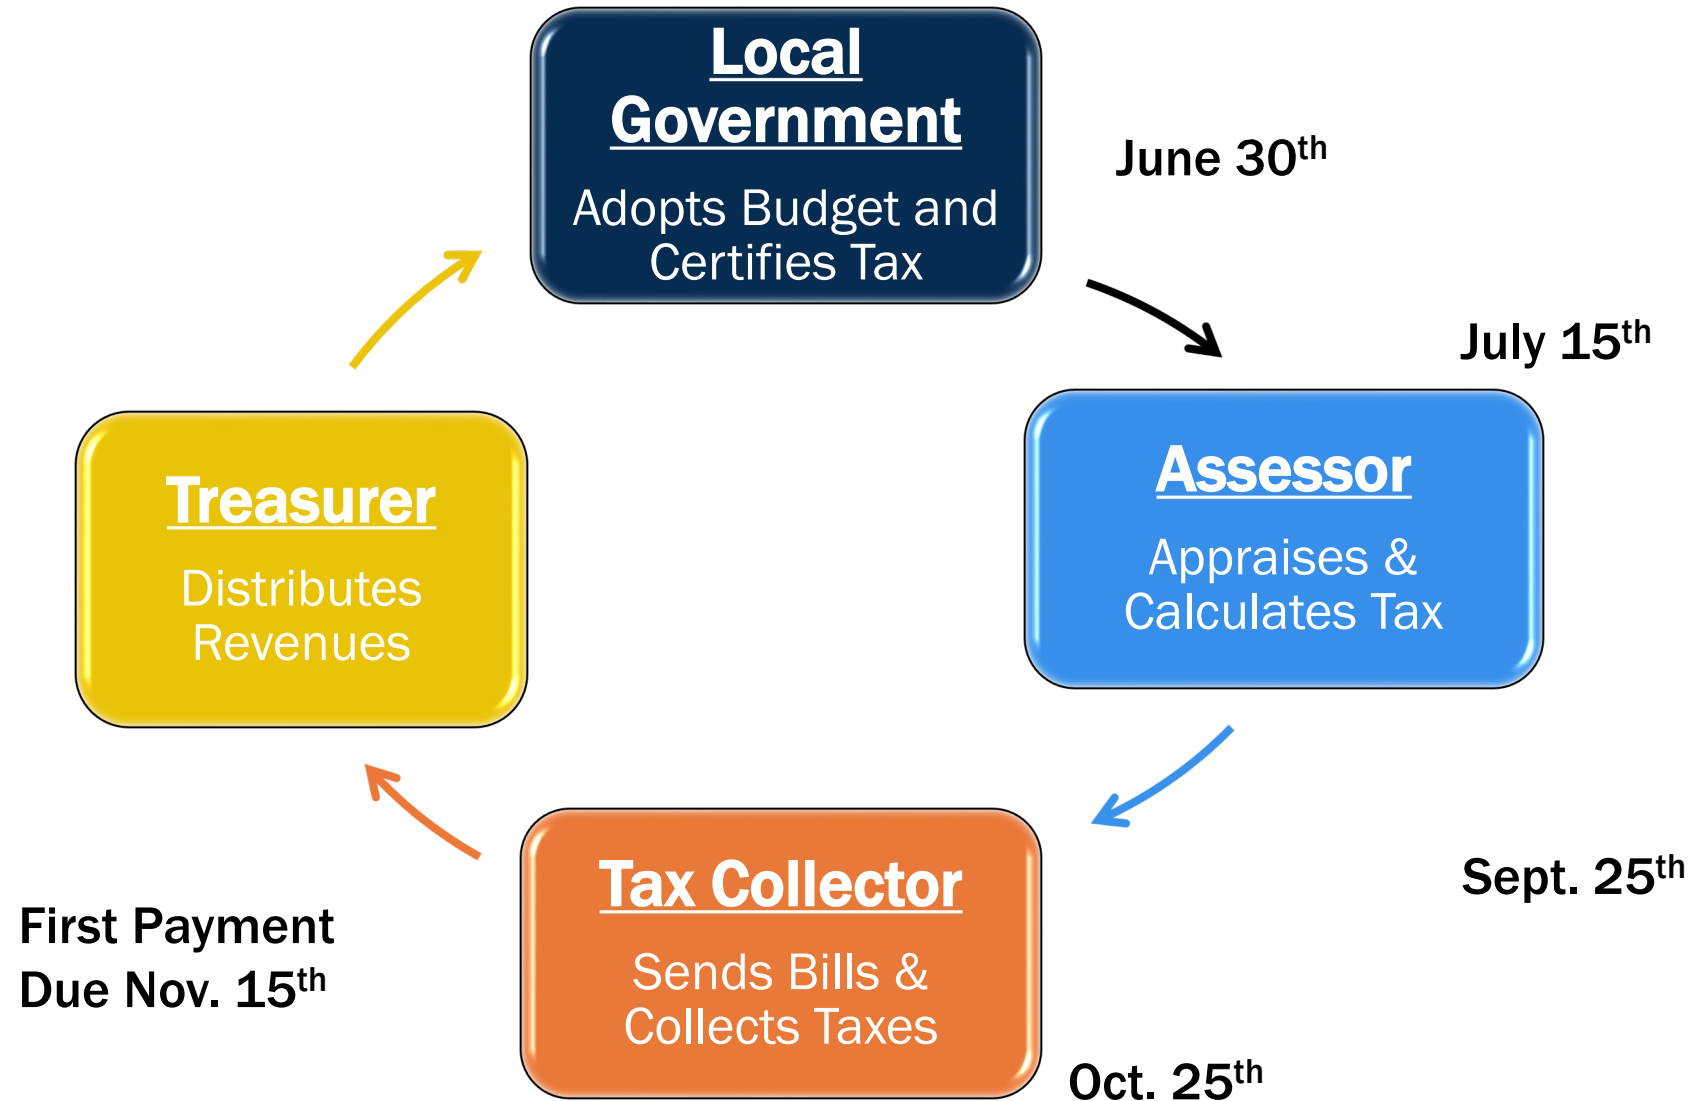 Local
Government
Adopts Budget and
Certifies Tax
June 30th
July 15th
Assessor
Appraises &
Calculates Tax
Treasurer
Distributes
Revenues
Sept. 25th
Tax Collector
Sends Bills &
Collects Taxes
Oct. 25th
First Payment
Due Nov. 15th